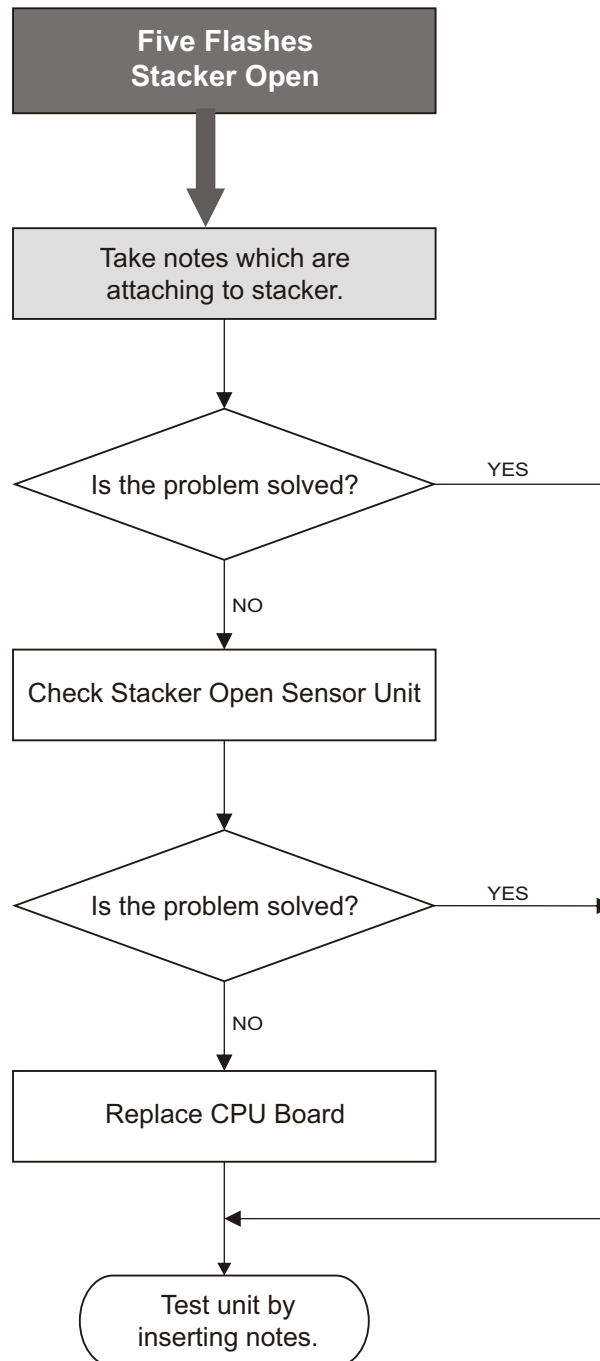 Five Flashes
Stacker Open
Take notes which are
attaching to stacker.
Is the problem solved?
YES
NO
Check Stacker Open Sensor Unit
Is the problem solved?
YES
NO
Replace CPU Board
Test unit by
inserting notes.